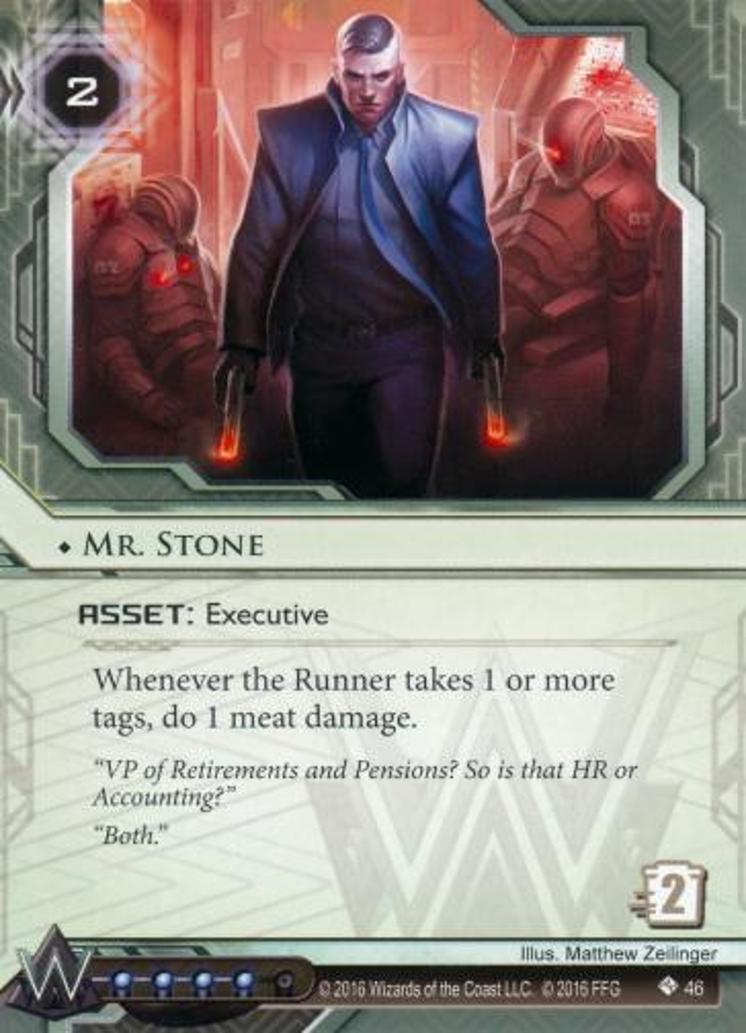 2
◆ MR. STONE
ASSET: Executive
Whenever the Runner takes 1 or more
tags, do 1 meat damage.
“VP of Retirements and Pensions? So is that HR or
Accounting?”
“Both.”
2
Illus. Matthew Zeilinger
W
© 2016 Wizards of the Coast LLC. © 2016 FFG 46